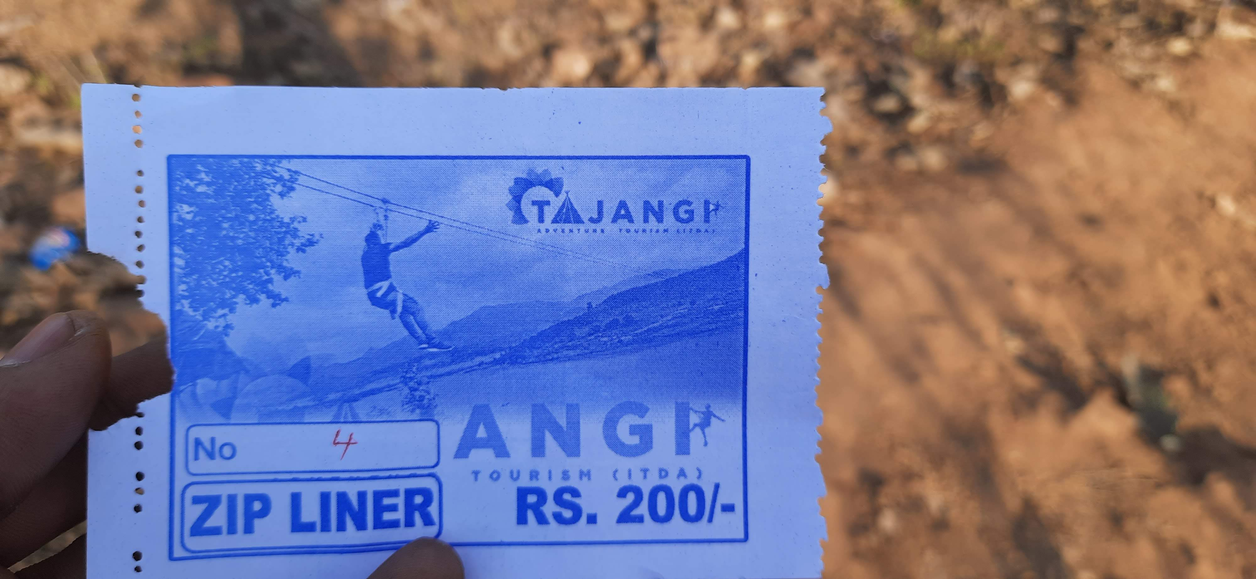 TAJANGI
ADVENTURE TOURISM (ITDA)
ANGI
TOURISM (ITDA)
No 4
ZIP LINER
RS. 200/-